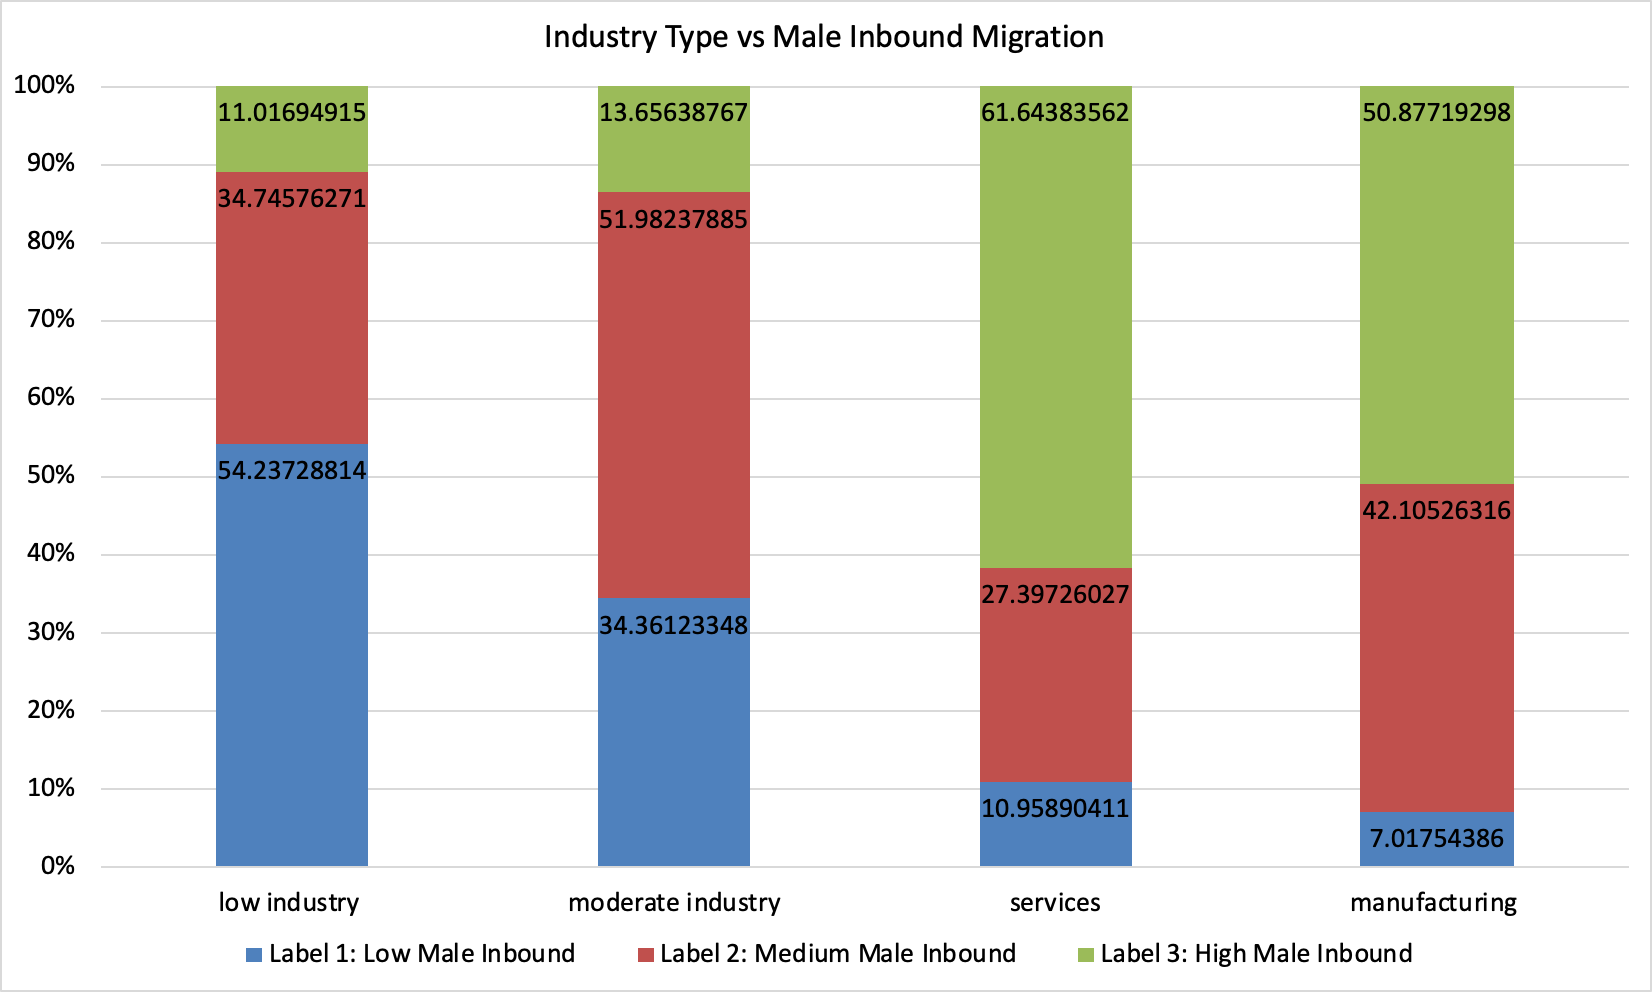 Industry Type vs Male Inbound Migration
100%
90%
80%
70%
60%
50%
40%
30%
20%
10%
0%
11.01694915
34.74576271
54.23728814
13.65638767
51.98237885
34.36123348
61.64383562
27.39726027
10.95890411
50.87719298
42.10526316
7.01754386
low industry
moderate industry
services
manufacturing
Label 1: Low Male Inbound
Label 2: Medium Male Inbound
Label 3: High Male Inbound